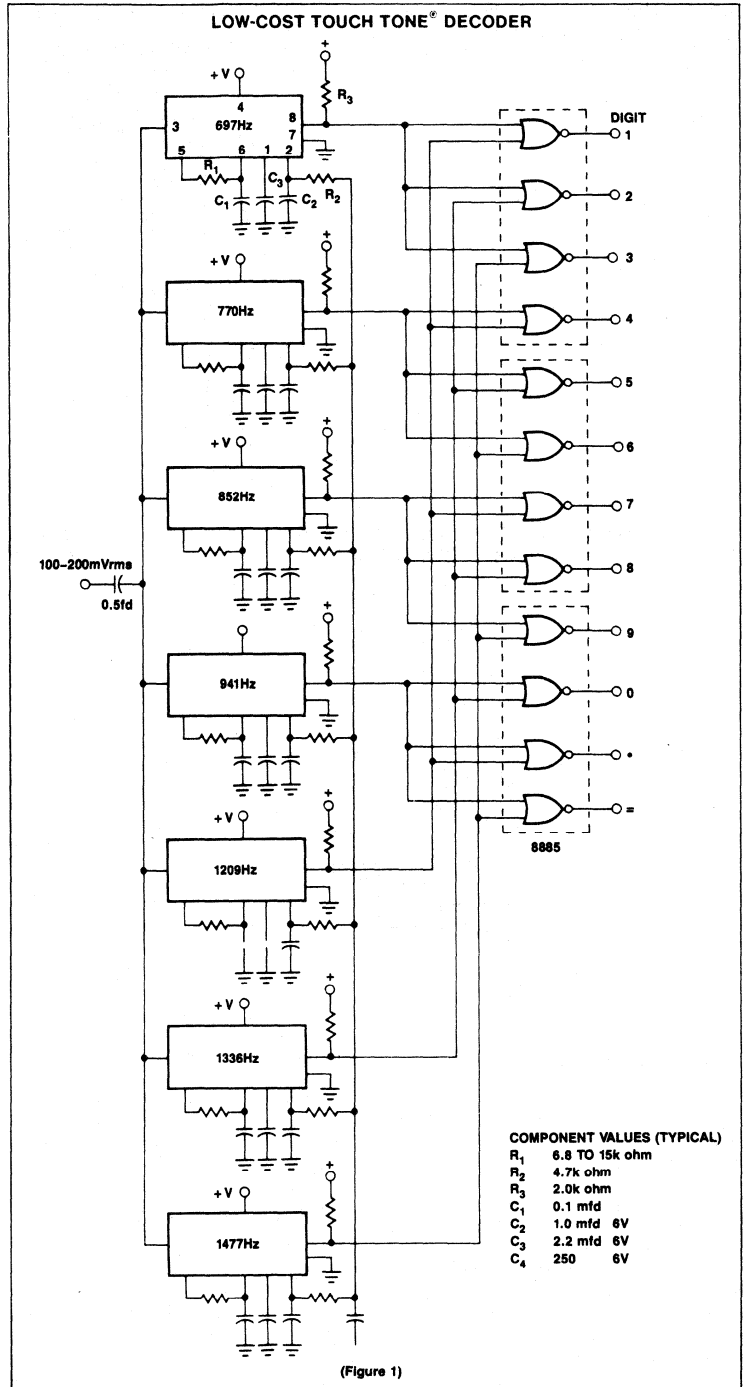 LOW-COST TOUCH TONE® DECODER
+
+V
R3
4
3
697Hz
8
7
5
6
1
2
R1
C3
C1
C2
R2
DIGIT
1
2
3
4
5
6
7
8
9
0
•
=
8885
+
+V
770Hz
+
+V
852Hz
100–200mVrms
0.5fd
+
941Hz
+
+V
1209Hz
+
+V
1336Hz
+
+V
1477Hz
COMPONENT VALUES (TYPICAL)
R1 6.8 TO 15k ohm
R2 4.7k ohm
R3 2.0k ohm
C1 0.1 mfd
C2 1.0 mfd 6V
C3 2.2 mfd 6V
C4 250 6V
(Figure 1)